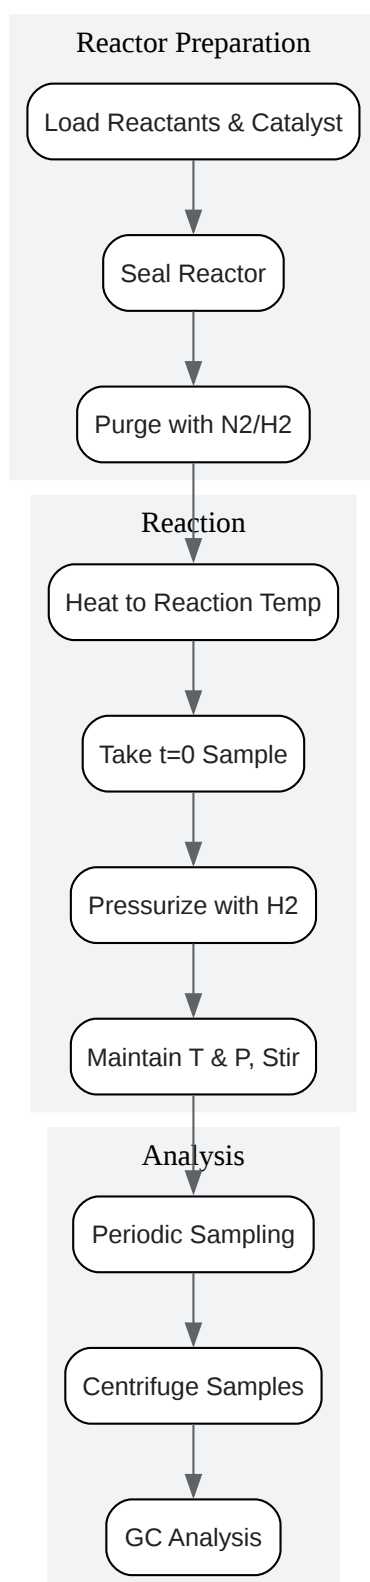 Reactor Preparation
Load Reactants & Catalyst
Seal Reactor
Purge with N2/H2
Reaction
Heat to Reaction Temp
Take t=0 Sample
Pressurize with H2
Maintain T & P, Stir
Analysis
Periodic Sampling
Centrifuge Samples
GC Analysis